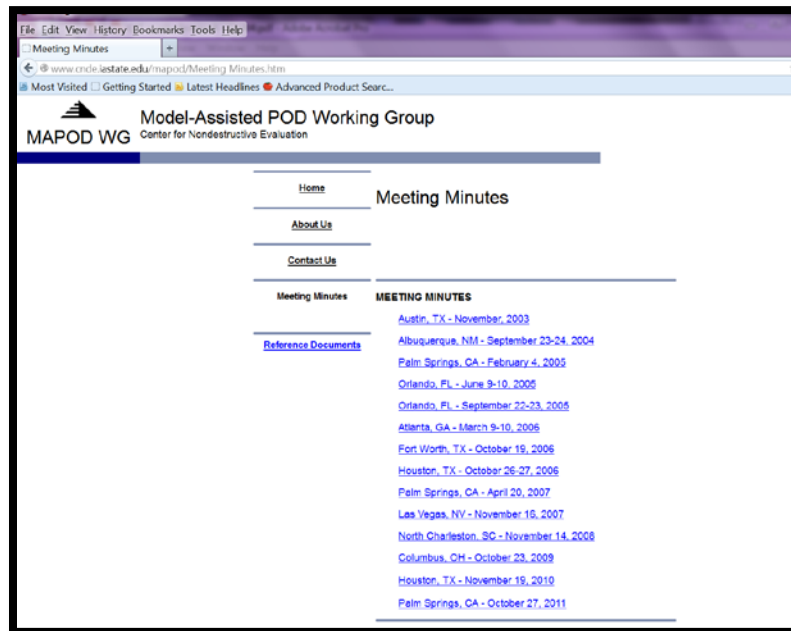 File Edit View History Bookmarks Tools Help
Meeting Minutes +
www.cnde.iastate.edu/mapod/Meeting Minutes.htm
Most Visited Getting Started Latest Headlines Advanced Product Searc...
MAPOD WG
Model-Assisted POD Working Group
Center for Nondestructive Evaluation
Home
About Us
Contact Us
Meeting Minutes
Reference Documents
Meeting Minutes
MEETING MINUTES
Austin, TX - November, 2003
Albuquerque, NM - September 23-24, 2004
Palm Springs, CA - February 4, 2005
Orlando, FL - June 9-10, 2005
Orlando, FL - September 22-23, 2005
Atlanta, GA - March 9-10, 2006
Fort Worth, TX - October 19, 2006
Houston, TX - October 26-27, 2006
Palm Springs, CA - April 20, 2007
Las Vegas, NV - November 16, 2007
North Charleston, SC - November 14, 2008
Columbus, OH - October 23, 2009
Houston, TX - November 19, 2010
Palm Springs, CA - October 27, 2011